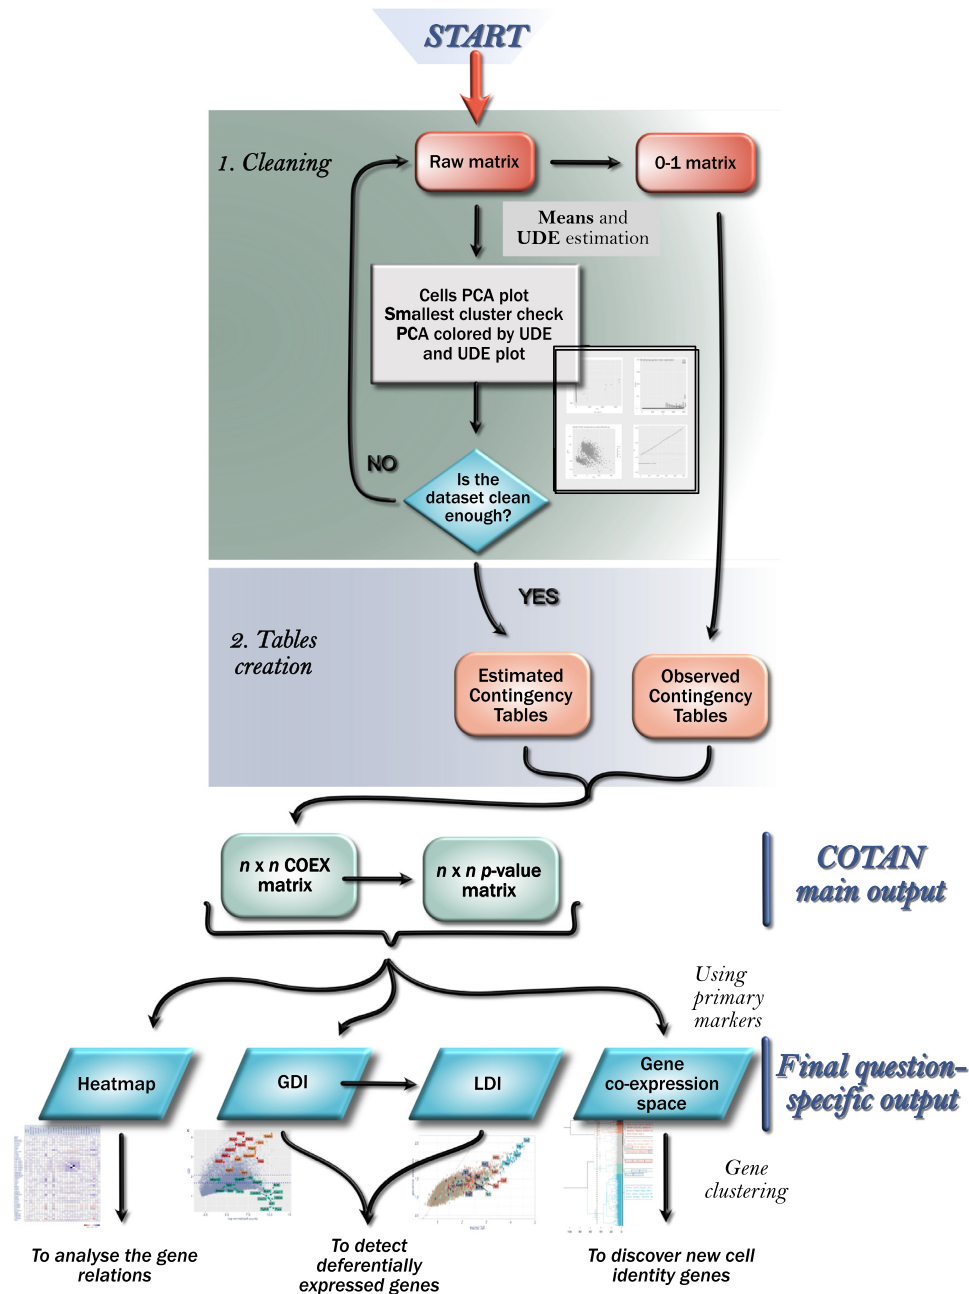 START
1. Cleaning
Raw matrix
0-1 matrix
Means and
UDE estimation
Cells PCA plot
Smallest cluster check
PCA colored by UDE
and UDE plot
NO
Is the
dataset clean
enough?
YES
2. Tables
creation
Estimated
Contingency
Tables
Observed
Contingency
Tables
n x n COEX
matrix
n x n p-value
matrix
COTAN
main output
Using
primary
markers
Heatmap
GDI
LDI
Gene
co-expression
space
Final question-
specific output
Gene
clustering
To analyse the gene
relations
To detect
deferentially
expressed genes
To discover new cell
identity genes